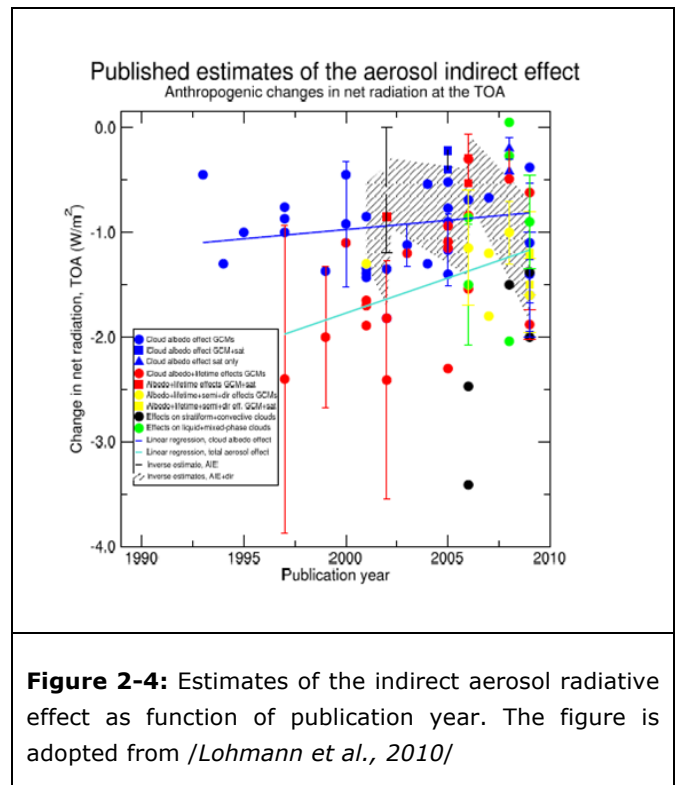 Published estimates of the aerosol indirect effect
Anthropogenic changes in net radiation at the TOA
0.0
-1.0
-2.0
-3.0
-4.0
Change in net radiation, TOA (W/m²)
Cloud albedo effect GCMs
Cloud albedo effect GCM+sat
Cloud albedo effect sat only
Cloud albedo+lifetime effects GCMs
Albedo+lifetime effects GCM+sat
Albedo+lifetime+semi+dir effects GCMs
Albedo+lifetime+semi+dir eff. GCM+sat
Effects on stratiform+convective clouds
Effects on liquid+mixed-phase clouds
Linear regression, cloud albedo effect
Linear regression, total aerosol effect
Inverse estimate, AIE
Inverse estimates, AIE+dir
1990 1995 2000 2005 2010
Publication year
Figure 2-4: Estimates of the indirect aerosol radiative
effect as function of publication year. The figure is
adopted from /Lohmann et al., 2010/